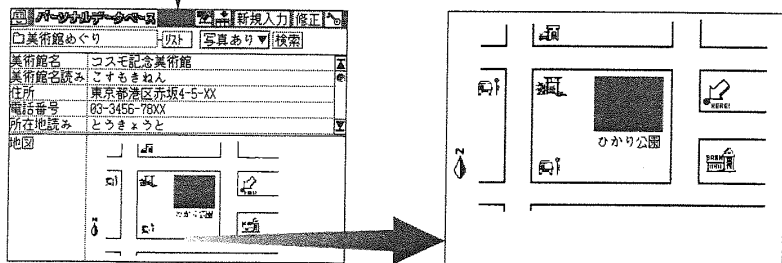 パーソナルデータベース 新規入力 修正
美術館めぐり リスト 写真あり▼ 検索
美術館名 コスモ記念美術館
美術館名読み こすもきねん
住所 東京都港区赤坂4-5-XX
電話番号 03-3456-78XX
所在地読み とうきょうと
地図
ひかり公園
N
HERE!
ひかり公園
N